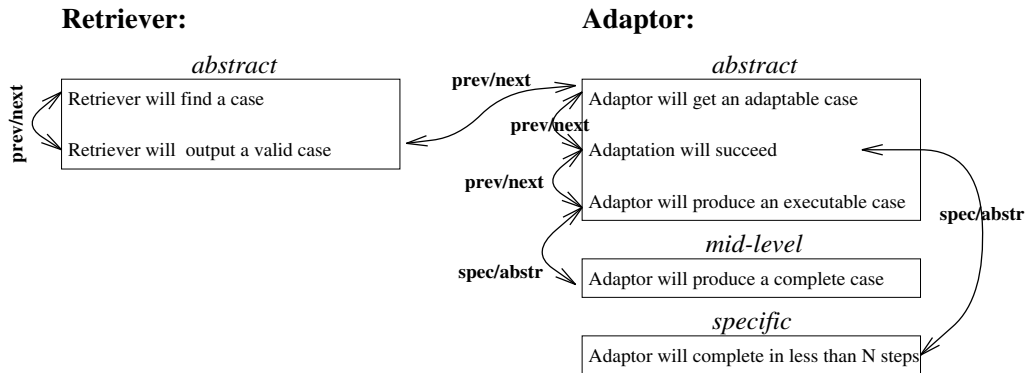 Retriever:
abstract
prev/next
Retriever will find a case
Retriever will output a valid case
prev/next
Adaptor:
abstract
Adaptor will get an adaptable case
prev/next
Adaptation will succeed
prev/next
Adaptor will produce an executable case
spec/abstr
mid-level
spec/abstr
Adaptor will produce a complete case
specific
Adaptor will complete in less than N steps